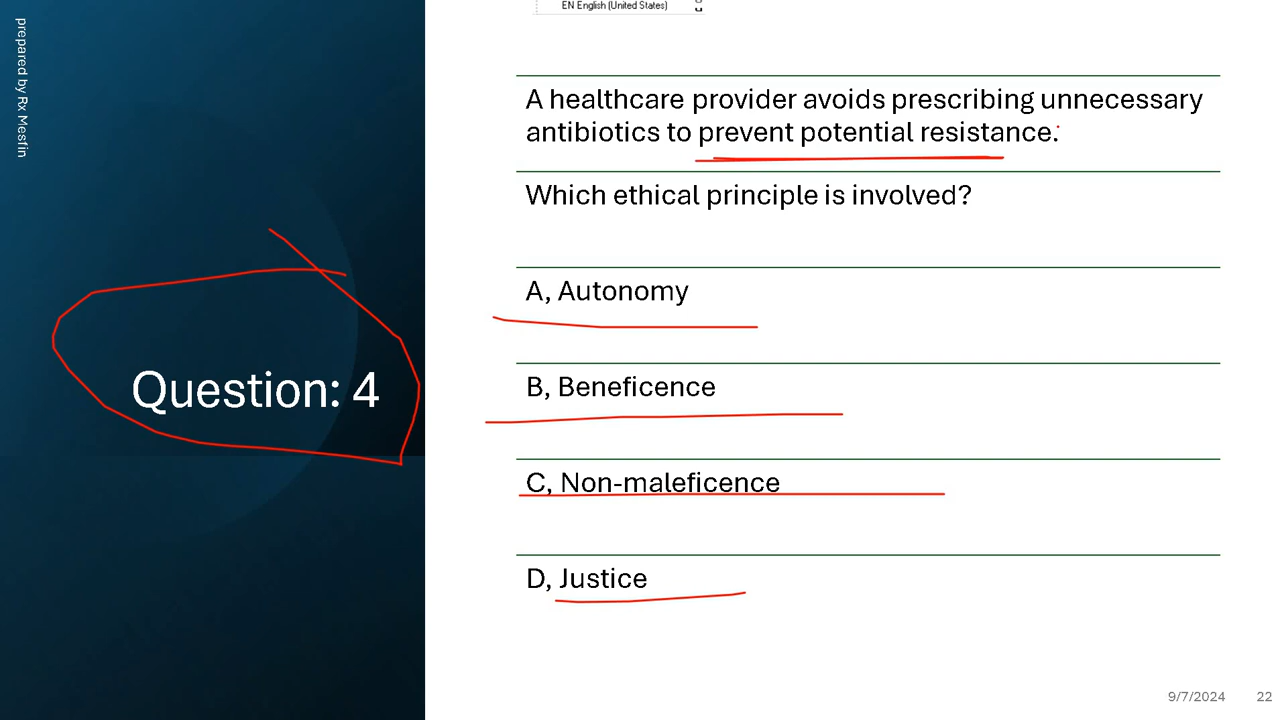 EN English (United States)
prepared by Rx Mesfin
A healthcare provider avoids prescribing unnecessary
antibiotics to prevent potential resistance.
Which ethical principle is involved?
A, Autonomy
B, Beneficence
C, Non-maleficence
D, Justice
Question: 4
9/7/2024
22